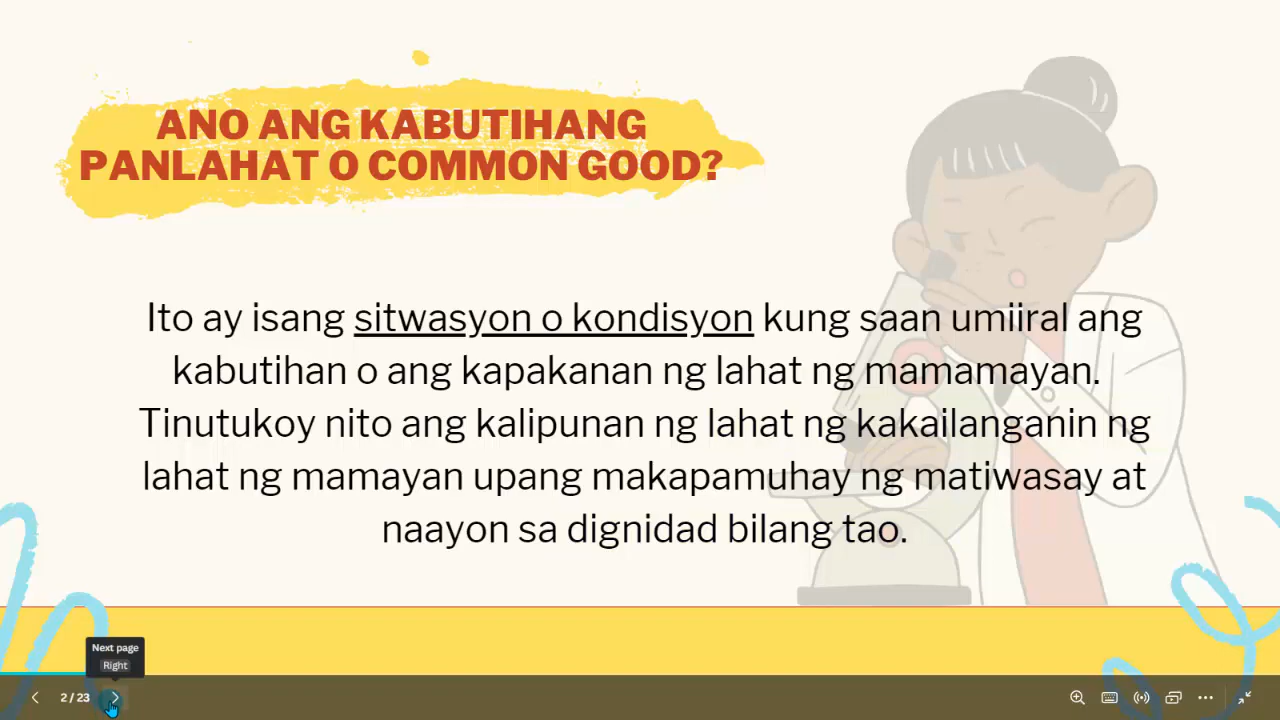 ANO ANG KABUTIHANG
PANLAHAT O COMMON GOOD?
Ito ay isang sitwasyon o kondisyon kung saan umiiral ang
kabutihan o ang kapakanan ng lahat ng mamamayan.
Tinutukoy nito ang kalipunan ng lahat ng kakailanganin ng
lahat ng mamayan upang makapamuhay ng matiwasay at
naayon sa dignidad bilang tao.
Next page
Right
2 / 23